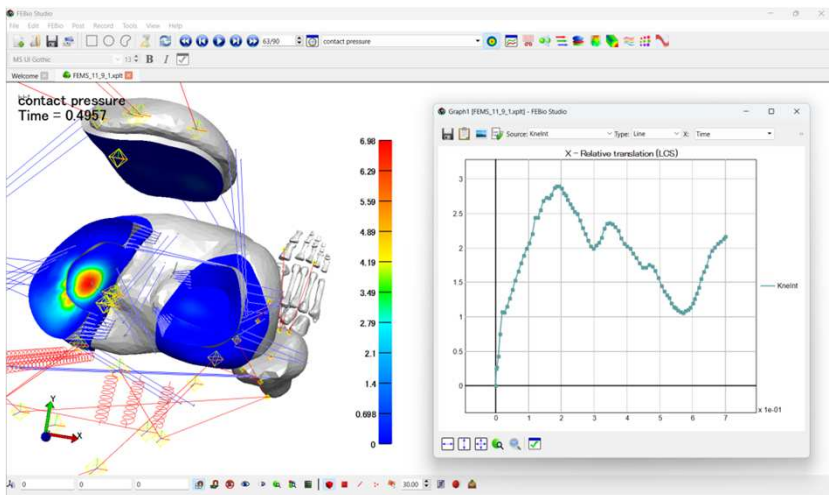 FEBio Studio
File Edit FEBio Post Record Tools View Help
63/90 contact pressure
MS UI Gothic 13 B I
Welcome FEMS_11_9_1.xplt
contact pressure
Time = 0.4957
6.98
6.29
5.59
4.89
4.19
3.49
2.79
2.1
1.4
0.698
0
Y
X
Graph1 [FEMS_11_9_1.xplt] - FEBio Studio
Source: KneInt Type: Line X: Time
X - Relative translation (LCS)
3
2.5
2
1.5
1
0.5
0
0 1 2 3 4 5 6 7
x 1e-01
KneInt
0 0 0 30.00